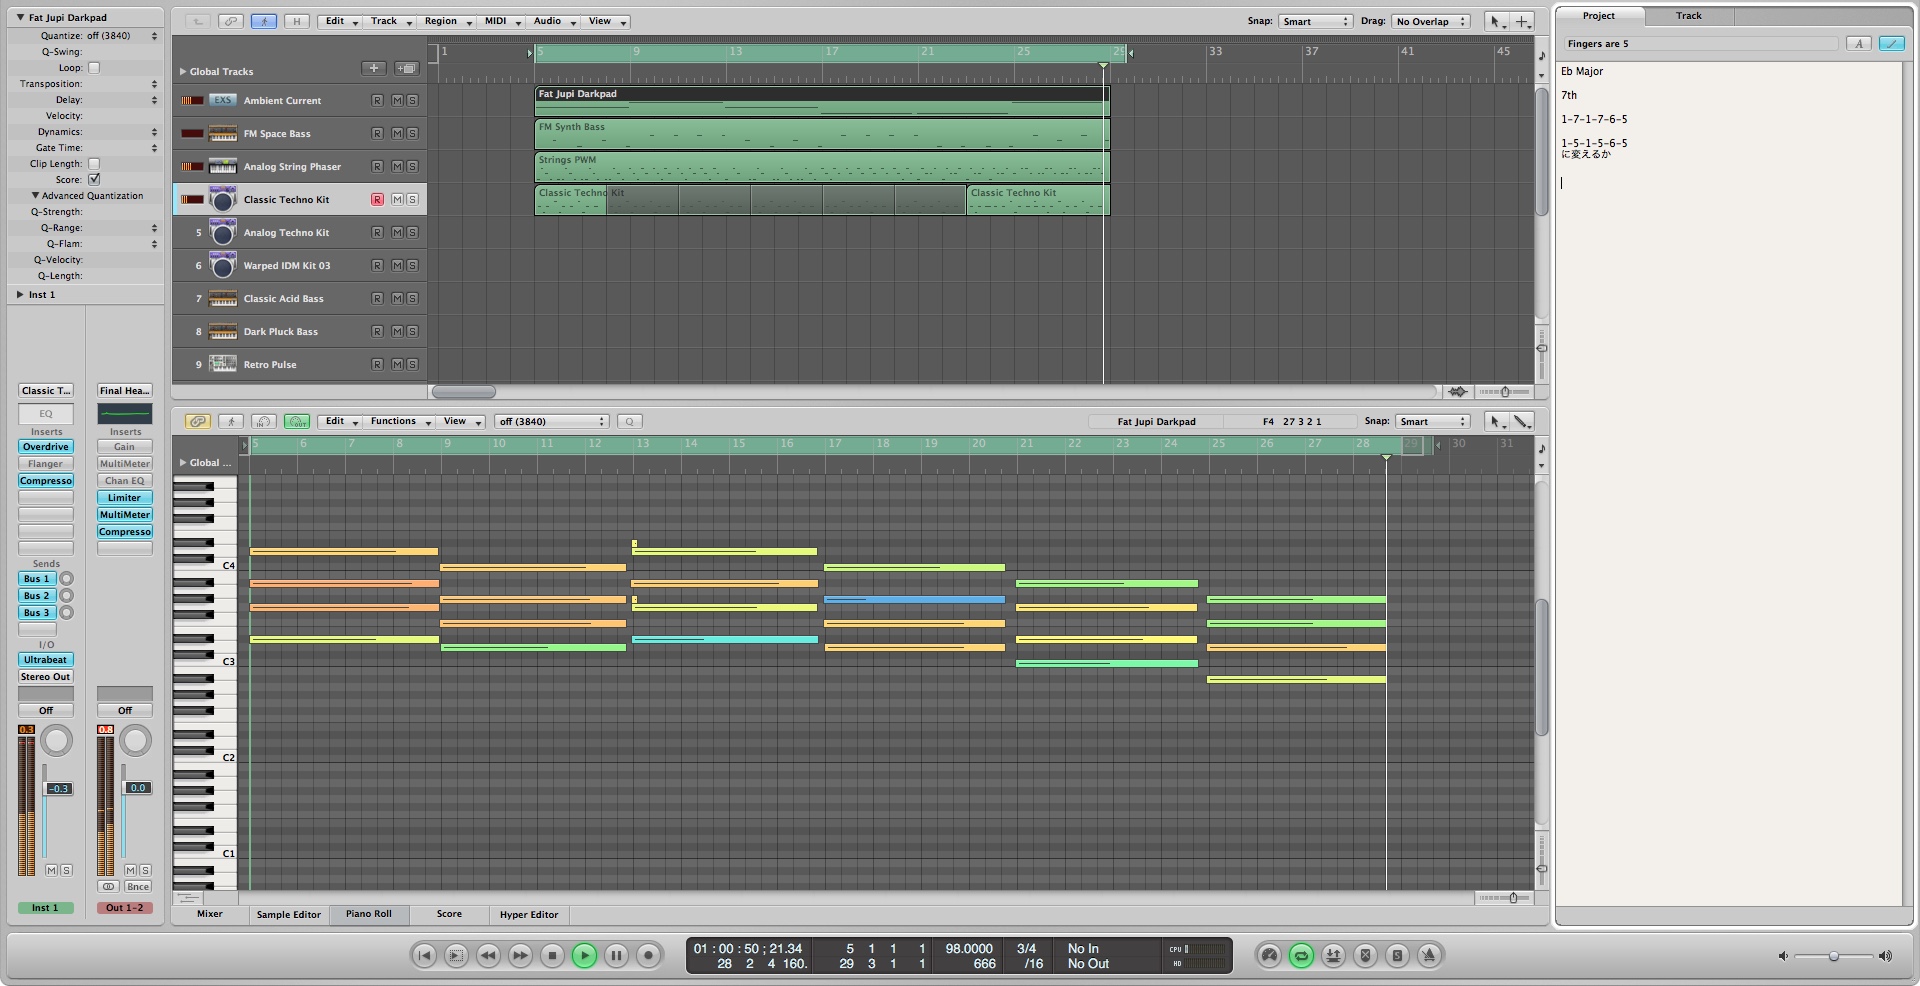 Fat Jupi Darkpad
Quantize: off (3840)
Q-Swing:
Loop:
Transposition:
Delay:
Velocity:
Dynamics:
Gate Time:
Clip Length:
Score:
Advanced Quantization
Q-Strength:
Q-Range:
Q-Flam:
Q-Velocity:
Q-Length:
Inst 1
Classic T... Final Hea...
EQ
Inserts Inserts
Overdrive Gain
Flanger MultiMeter
Compresso Chan EQ
Limiter
MultiMeter
Compresso
Sends
Bus 1
Bus 2
Bus 3
I/O
Ultrabeat
Stereo Out
Off Off
0.3 0.8
-0.3 0.0
M S M S
Bnce
Inst 1 Out 1-2
H Edit Track Region MIDI Audio View Snap: Smart Drag: No Overlap
1 5 9 13 17 21 25 29 33 37 41 45
Global Tracks
EXS Ambient Current R M S
FM Space Bass R M S
Analog String Phaser R M S
Classic Techno Kit R M S
5 Analog Techno Kit R M S
6 Warped IDM Kit 03 R M S
7 Classic Acid Bass R M S
8 Dark Pluck Bass R M S
9 Retro Pulse R M S
Fat Jupi Darkpad
FM Synth Bass
Strings PWM
Classic Techno Kit Classic Techno Kit
Edit Functions View off (3840) Q Fat Jupi Darkpad F4 27 3 2 1 Snap: Smart
5 6 7 8 9 10 11 12 13 14 15 16 17 18 19 20 21 22 23 24 25 26 27 28 29 30 31
Global ...
C4
C3
C2
C1
Mixer Sample Editor Piano Roll Score Hyper Editor
01 : 00 : 50 ; 21.34 5 1 1 1 98.0000 3/4 No In CPU
28 2 4 160. 29 3 1 1 666 /16 No Out HD
Project Track
Fingers are 5 A
Eb Major
7th
1-7-1-7-6-5
1-5-1-5-6-5
に変えるか